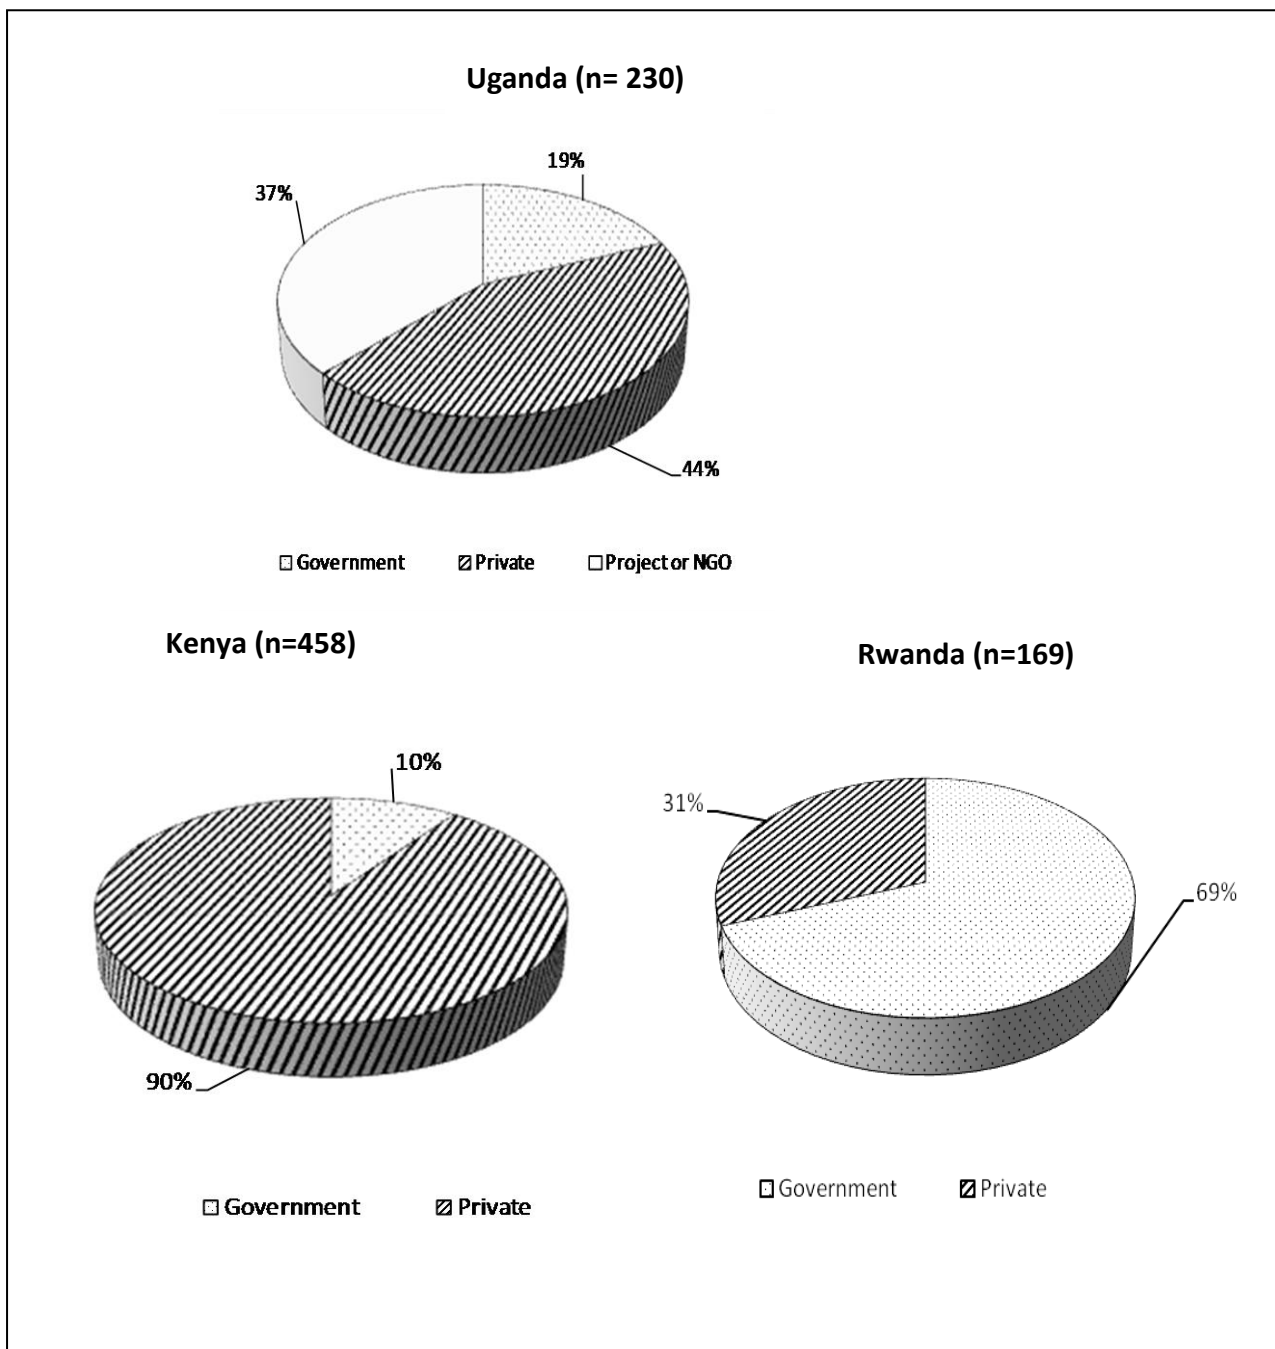 Uganda (n= 230)
19%
37%
44%
Government Private Project or NGO
Kenya (n=458)
Rwanda (n=169)
10%
31%
69%
90%
Government Private
Government Private